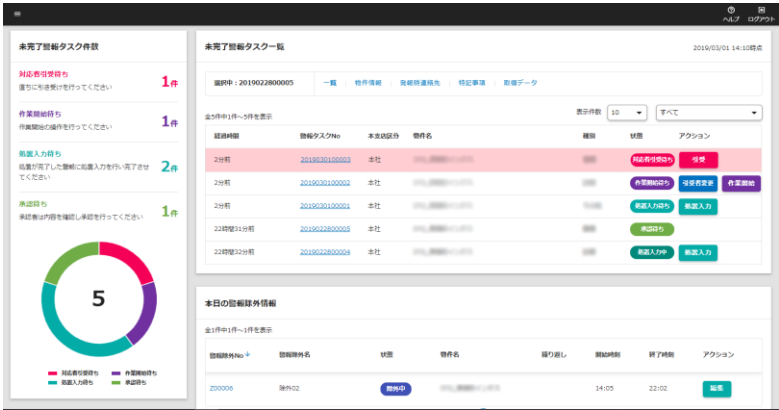 ヘルプ ログアウト
未完了警報タスク件数
対応者引受待ち
直ちに引き受けを行ってください
1件
作業開始待ち
作業開始の操作を行ってください
1件
処置入力待ち
処置が完了した警報に処置入力を行い完了させてください
2件
承認待ち
承認者は内容を確認し承認を行ってください
1件
5
対応者引受待ち 作業開始待ち
処置入力待ち 承認待ち
未完了警報タスク一覧
2019/03/01 14:10時点
選択中：2019022800005 一覧 物件情報 発報時連絡先 特記事項 取得データ
全5件中1件～5件を表示
表示件数 10 すべて
経過時間 警報タスクNo 本支店区分 物件名 種別 状態 アクション
2分前 2019030100003 本社 対応者引受待ち 引受
2分前 2019030100002 本社 作業開始待ち 引受者変更 作業開始
2分前 2019030100001 本社 処置入力待ち 処置入力
22時間31分前 2019022800005 本社 承認待ち
22時間32分前 2019022800004 本社 処置入力中 処置入力
本日の警報除外情報
全1件中1件～1件を表示
警報除外No 警報除外名 状態 物件名 繰り返し 開始時刻 終了時刻 アクション
Z00006 除外02 除外中 14:05 22:02 編集